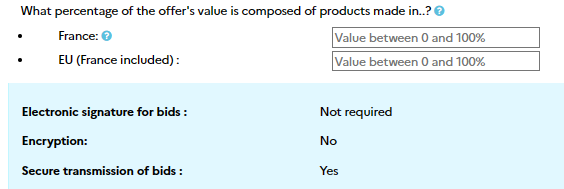 What percentage of the offer's value is composed of products made in..? ?
• France: ? Value between 0 and 100%
• EU (France included) : Value between 0 and 100%
Electronic signature for bids : Not required
Encryption: No
Secure transmission of bids : Yes